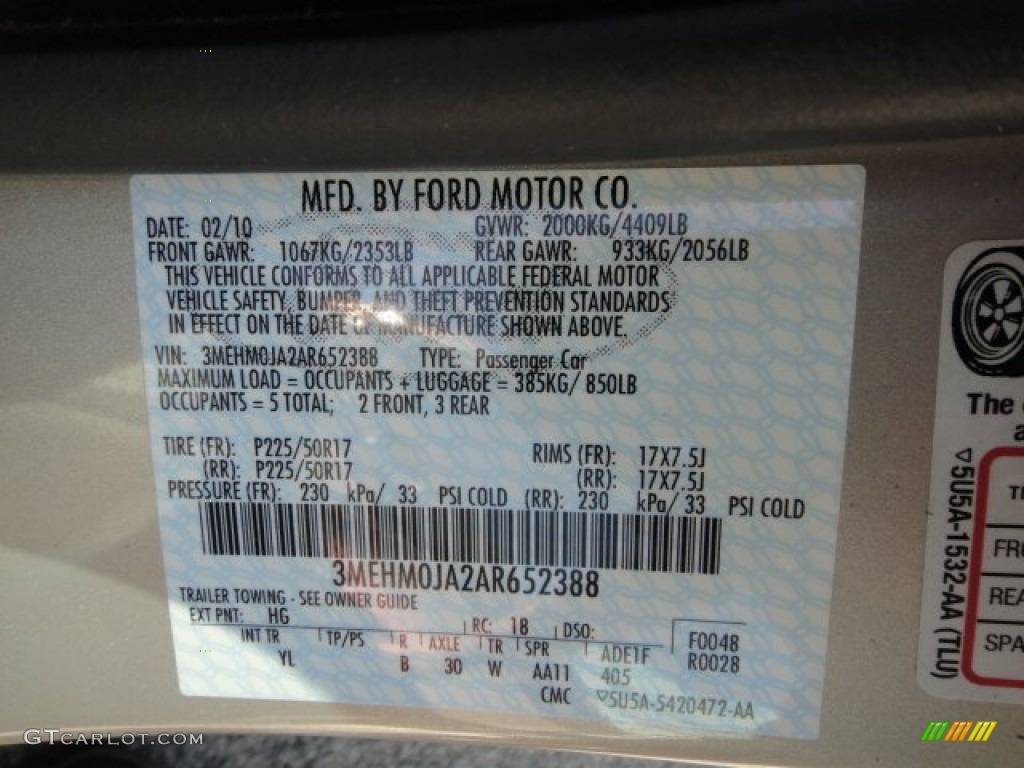 MFD. BY FORD MOTOR CO.
DATE: 02/10 GVWR: 2000KG/4409LB
FRONT GAWR: 1067KG/2353LB REAR GAWR: 933KG/2056LB
THIS VEHICLE CONFORMS TO ALL APPLICABLE FEDERAL MOTOR
VEHICLE SAFETY, BUMPER, AND THEFT PREVENTION STANDARDS
IN EFFECT ON THE DATE OF MANUFACTURE SHOWN ABOVE.
VIN: 3MEHM0JA2AR652388 TYPE: Passenger Car
MAXIMUM LOAD = OCCUPANTS + LUGGAGE = 385KG/ 850LB
OCCUPANTS = 5 TOTAL; 2 FRONT, 3 REAR
TIRE (FR): P225/50R17 RIMS (FR): 17X7.5J
(RR): P225/50R17 (RR): 17X7.5J
PRESSURE (FR): 230 kPa/ 33 PSI COLD (RR): 230 kPa/ 33 PSI COLD
3MEHM0JA2AR652388
TRAILER TOWING - SEE OWNER GUIDE
EXT PNT: HG RC: 18 DSO: F0048
INT TR TP/PS R AXLE TR SPR ADE1F R0028
YL B 30 W AA11 405
CMC ▽5U5A-5420472-AA
The
▽5U5A-1532-AA (TLU)
FRO
REA
SPA
GTCARLOT.COM